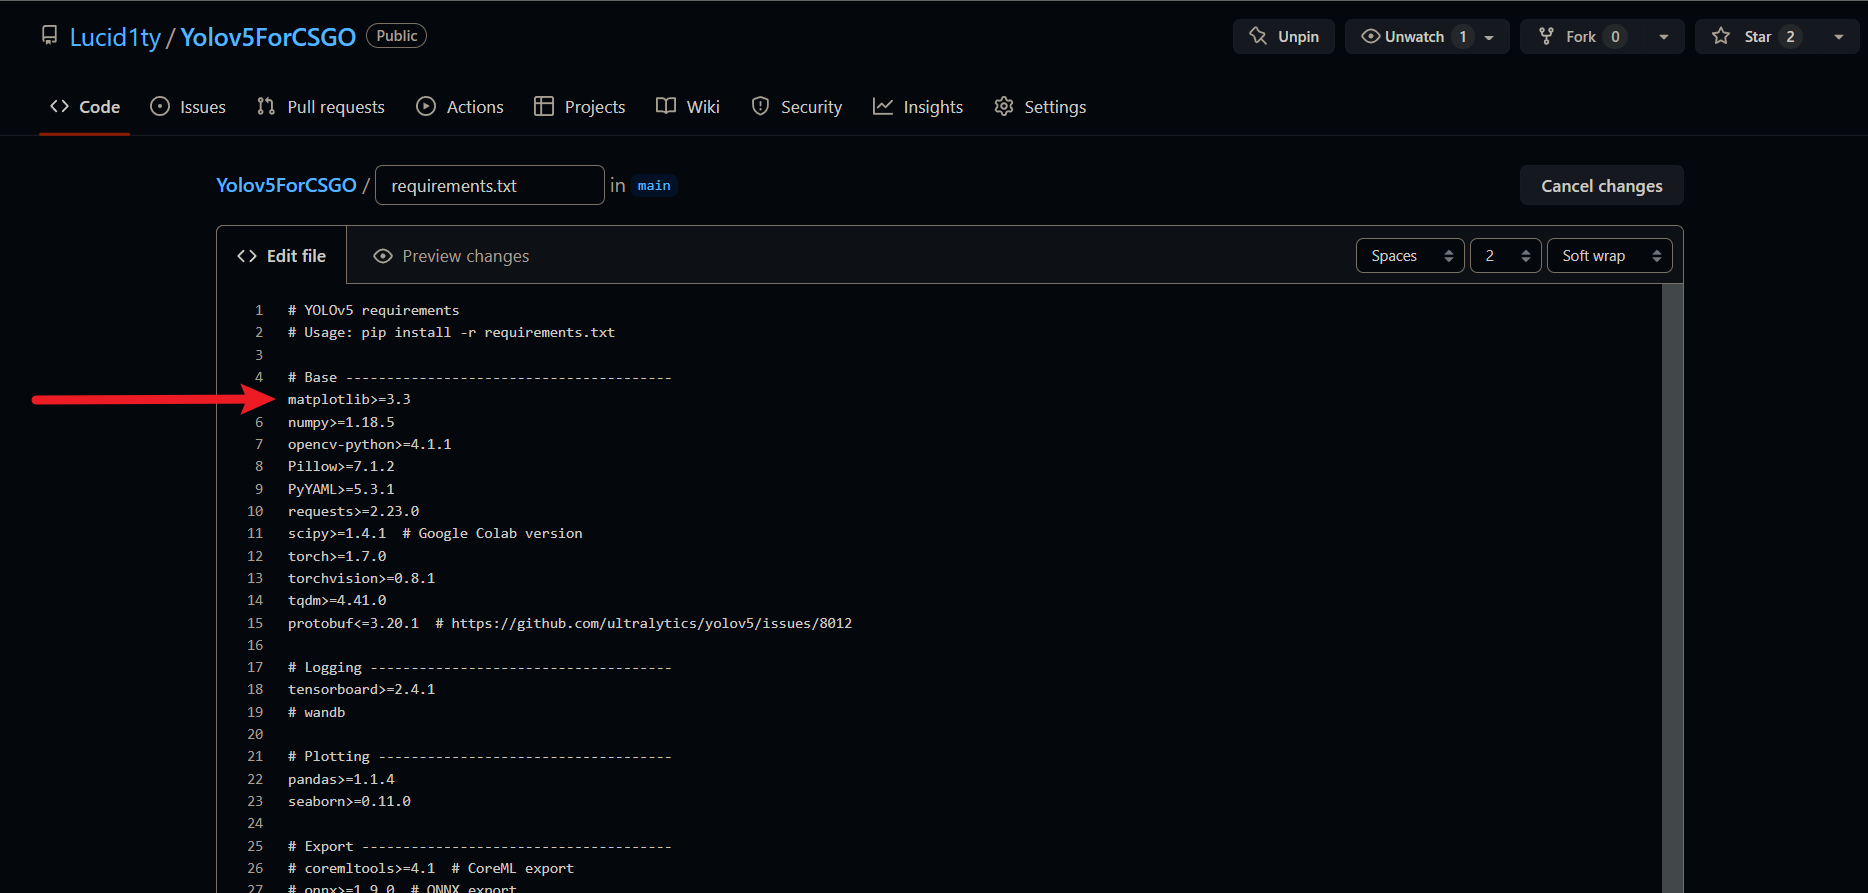 Lucid1ty / Yolov5ForCSGO Public
Unpin Unwatch 1 Fork 0 Star 2
Code Issues Pull requests Actions Projects Wiki Security Insights Settings
Yolov5ForCSGO / requirements.txt in main
Cancel changes
Edit file Preview changes
Spaces 2 Soft wrap
1 # YOLOv5 requirements
2 # Usage: pip install -r requirements.txt
3
4 # Base ----------------------------------------
matplotlib>=3.3
6 numpy>=1.18.5
7 opencv-python>=4.1.1
8 Pillow>=7.1.2
9 PyYAML>=5.3.1
10 requests>=2.23.0
11 scipy>=1.4.1  # Google Colab version
12 torch>=1.7.0
13 torchvision>=0.8.1
14 tqdm>=4.41.0
15 protobuf<=3.20.1  # https://github.com/ultralytics/yolov5/issues/8012
16
17 # Logging -------------------------------------
18 tensorboard>=2.4.1
19 # wandb
20
21 # Plotting ------------------------------------
22 pandas>=1.1.4
23 seaborn>=0.11.0
24
25 # Export --------------------------------------
26 # coremltools>=4.1  # CoreML export
27 # onnx>=1.9.0  # ONNX export